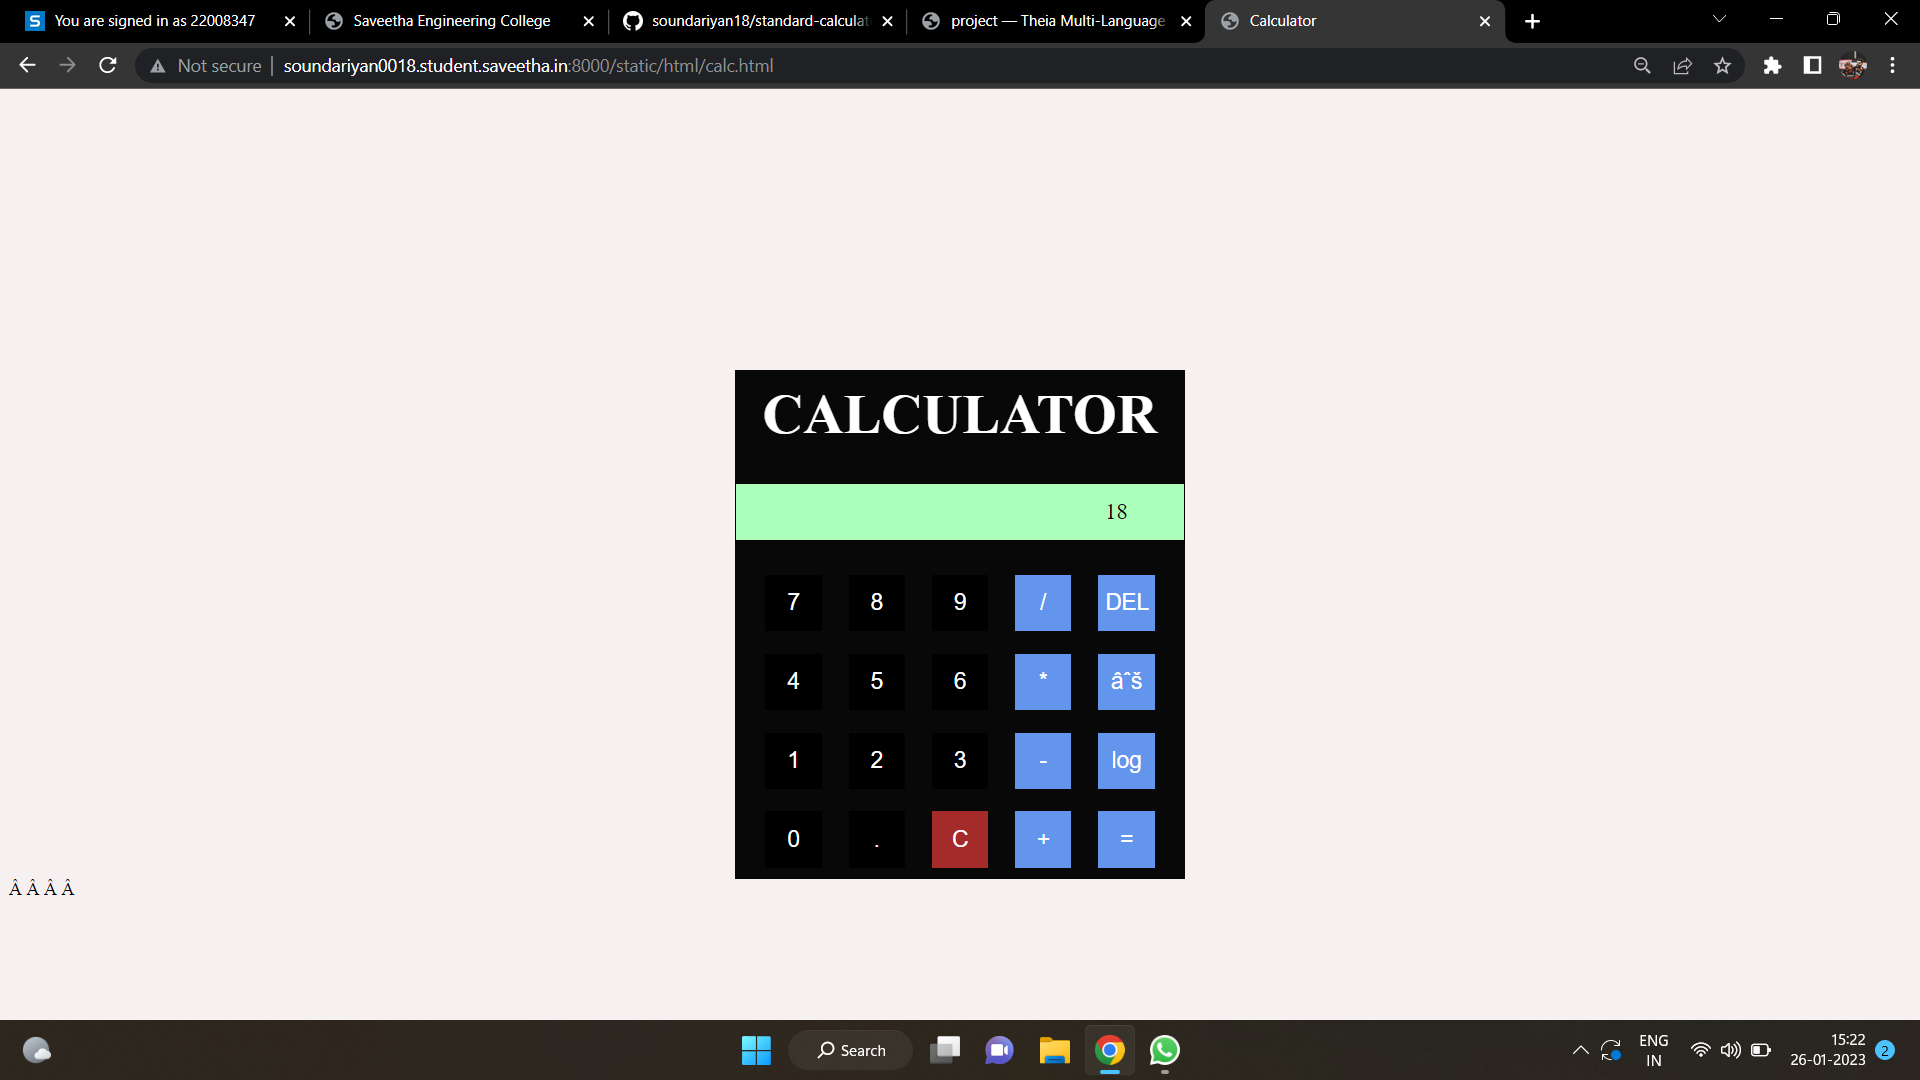 You are signed in as 22008347
Saveetha Engineering College
soundariyan18/standard-calculat
project — Theia Multi-Language
Calculator
Not secure
soundariyan0018.student.saveetha.in:8000/static/html/calc.html
CALCULATOR
18
7 8 9 / DEL
4 5 6 * âˆš
1 2 3 - log
0 . C + =
Â Â Â Â
Search
ENG
IN
15:22
26-01-2023
2